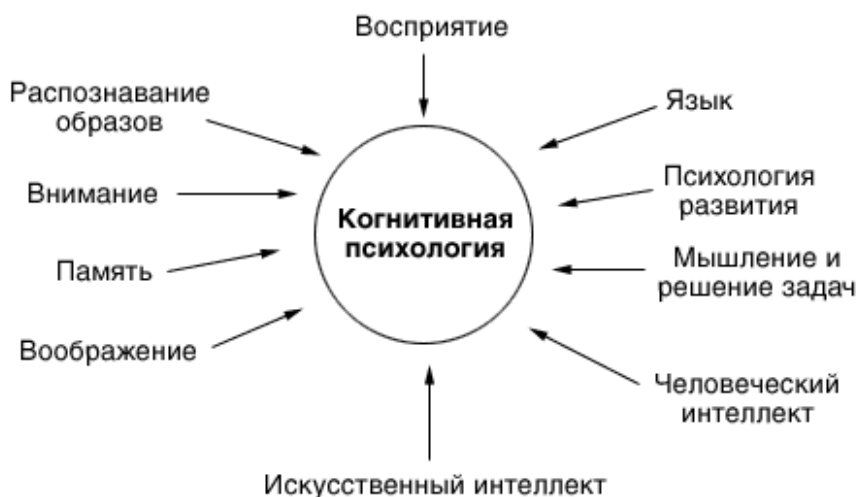 Восприятие
Распознавание
образов
Язык
Внимание
Психология
развития
Когнитивная
психология
Память
Мышление и
решение задач
Воображение
Человеческий
интеллект
Искусственный интеллект